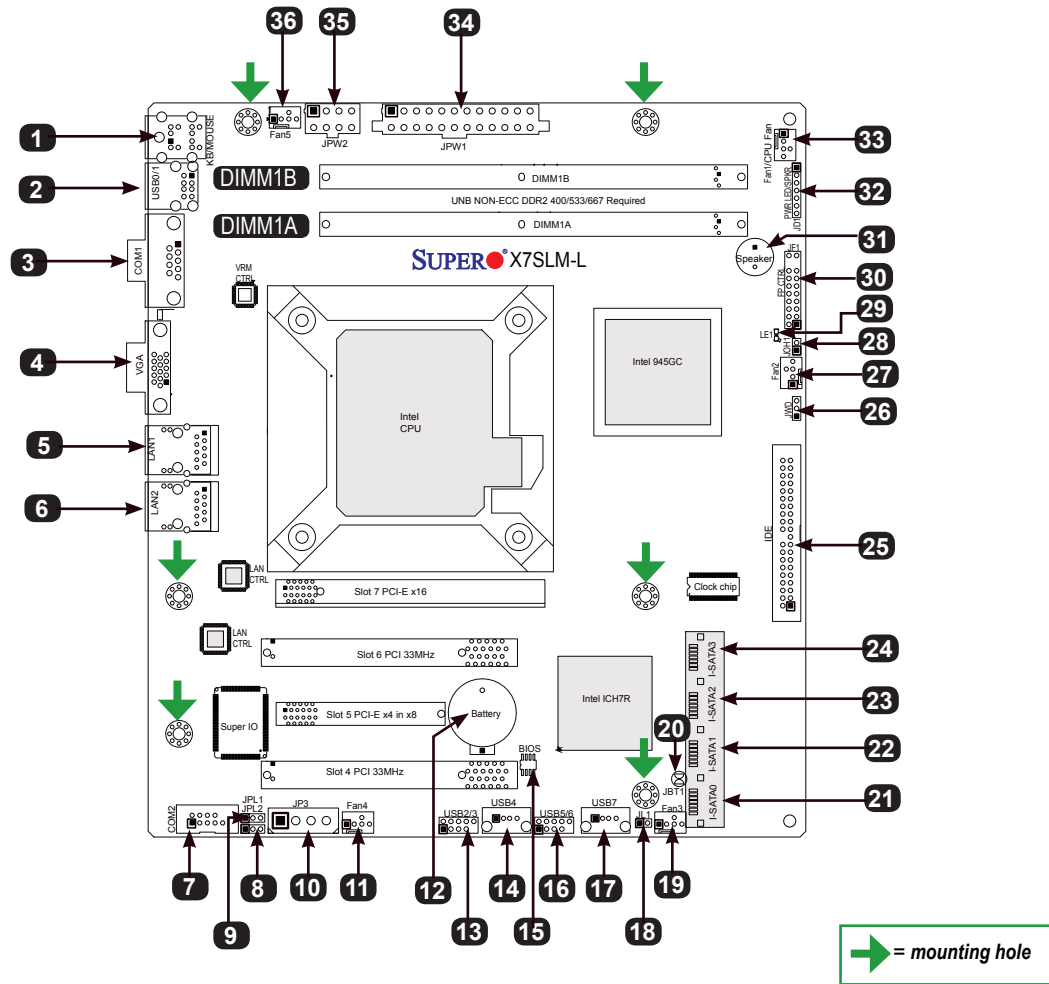 36
35
34
1
KB/MOUSE
Fan5
JPW2
JPW1
Fan1/CPU Fan
33
2
USB0/1
DIMM1B
DIMM1B
UNB NON-ECC DDR2 400/533/667 Required
PWR LED/SPKR
JD1
32
DIMM1A
DIMM1A
3
COM1
SUPER X7SLM-L
Speaker
31
VRM
CTRL
JF1
FP CTRL
30
29
LE1
JOH1
28
4
VGA
Intel 945GC
Fan2
27
Intel
CPU
JWD
26
5
LAN1
6
LAN2
IDE
25
LAN
CTRL
Slot 7 PCI-E x16
Clock chip
LAN
CTRL
Slot 6 PCI 33MHz
I-SATA3
24
Super IO
Slot 5 PCI-E x4 in x8
Battery
Intel ICH7R
I-SATA2
23
12
BIOS
20
I-SATA1
22
Slot 4 PCI 33MHz
JBT1
I-SATA0
21
COM2
JPL1
JPL2
JP3
Fan4
USB2/3
USB4
USB5/6
USB7
JL1
Fan3
7
8
10
11
14
16
17
19
9
13
15
18
= mounting hole